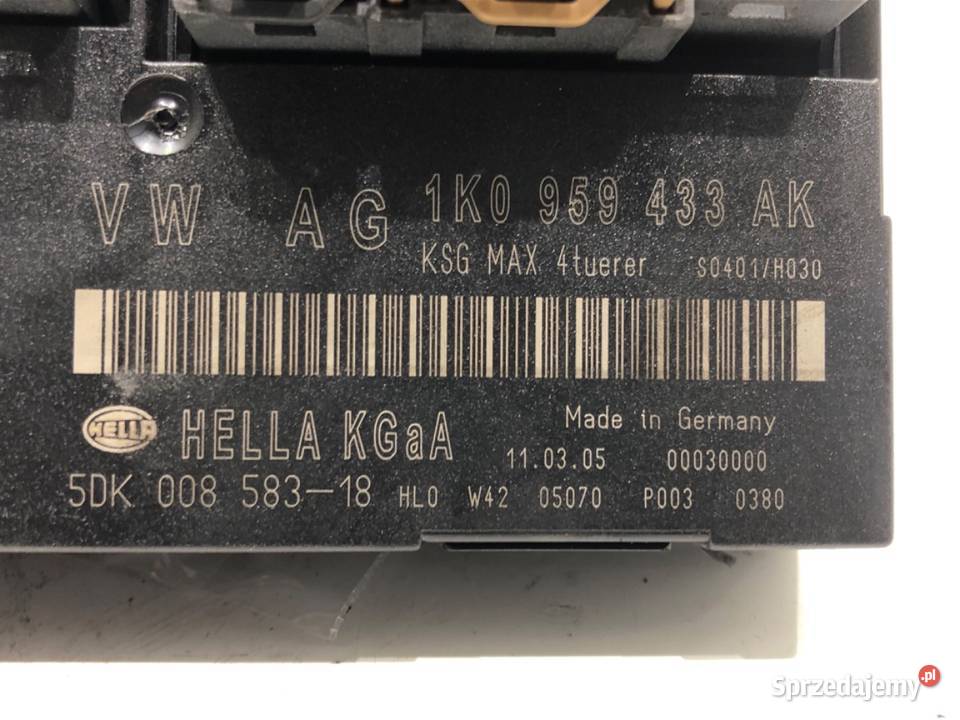 VW AG 1K0 959 433 AK
KSG MAX 4tuerer S0401/H030
HELLA HELLA KGaA Made in Germany
11.03.05 00030000
5DK 008 583-18 HLO W42 05070 P003 0380
Sprzedajemy.pl